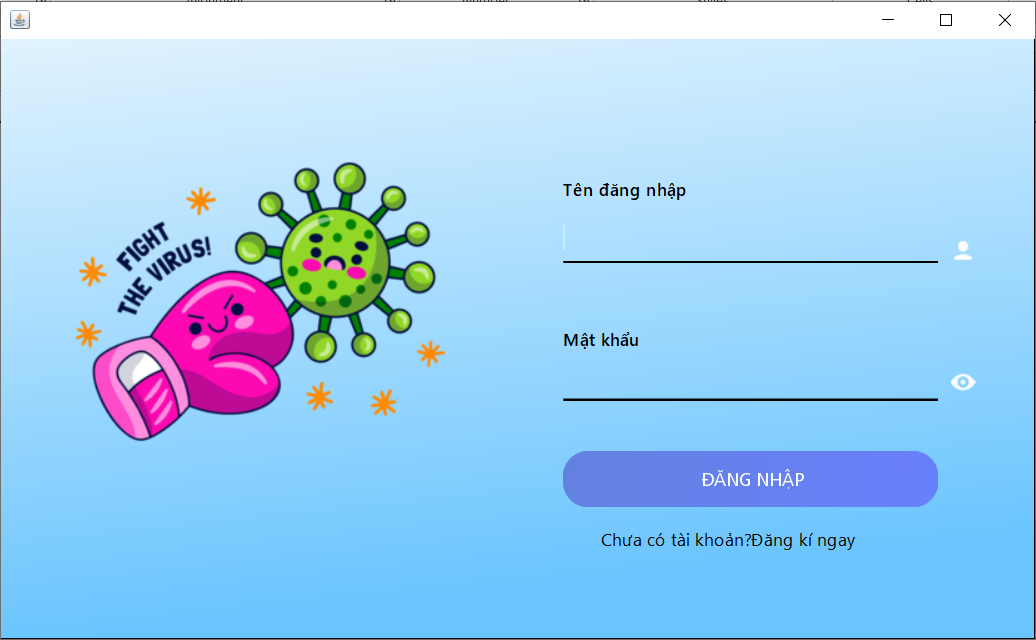 FIGHT
THE VIRUS!
Tên đăng nhập
Mật khẩu
ĐĂNG NHẬP
Chưa có tài khoản?Đăng kí ngay